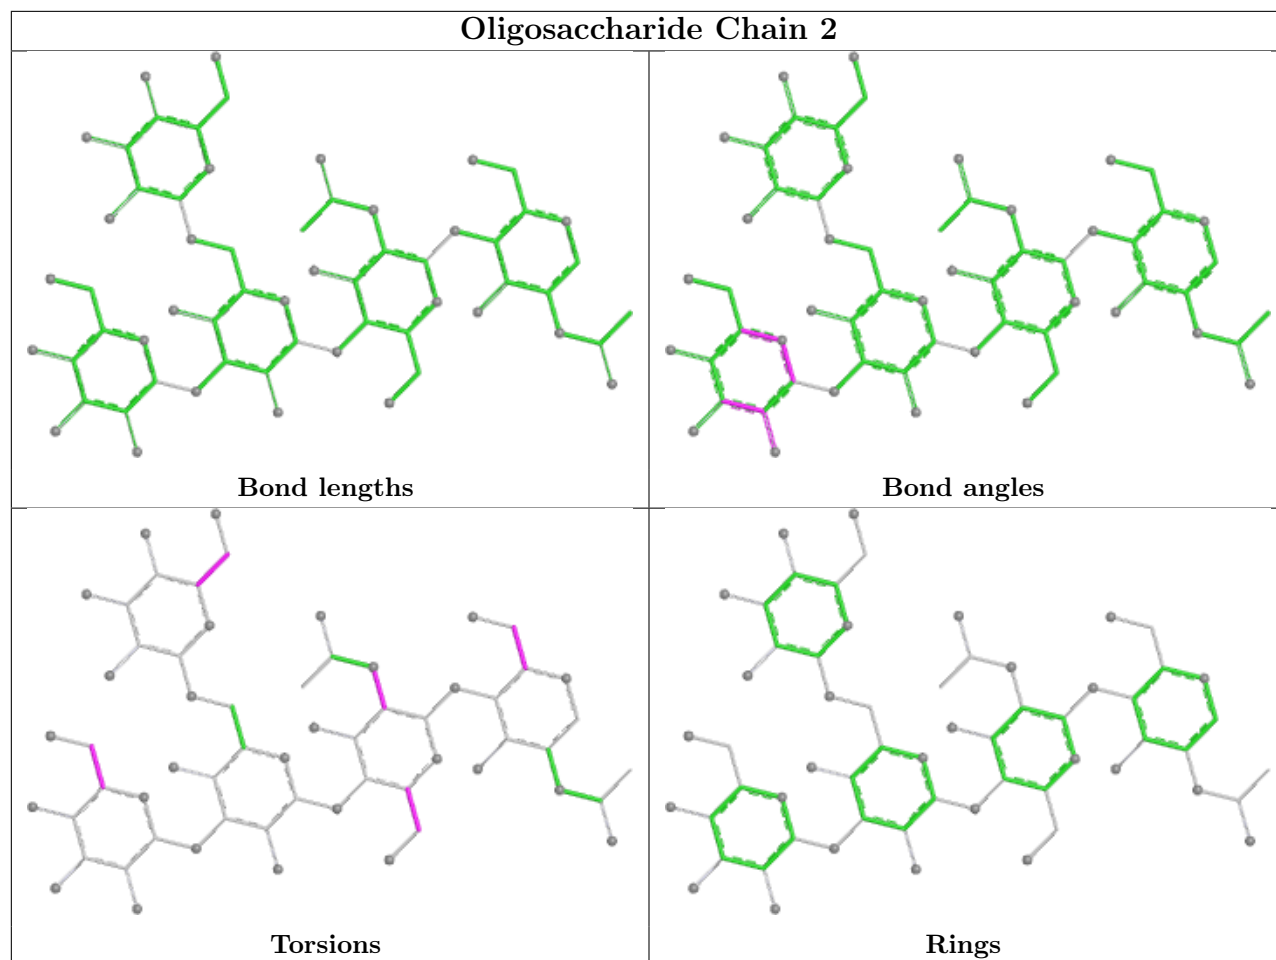 Oligosaccharide Chain 2
Bond lengths
Bond angles
Torsions
Rings